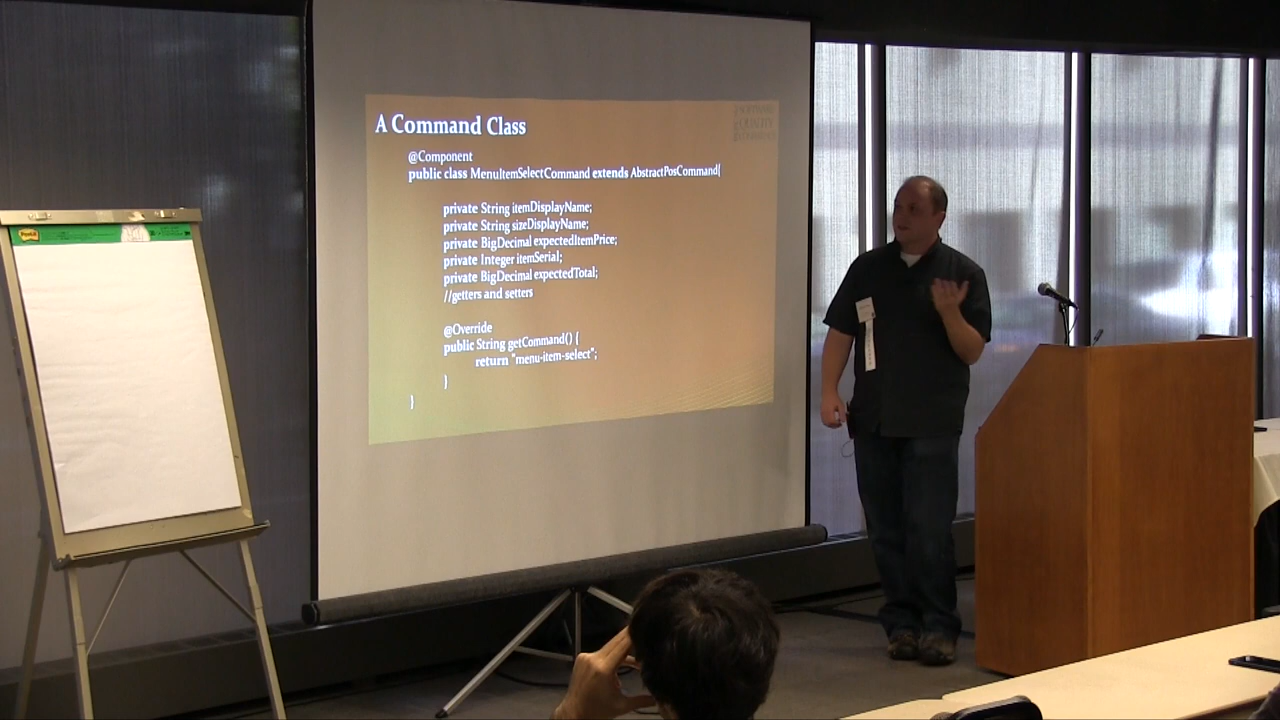 A Command Class
@Component
public class MenuItemSelectCommand extends AbstractPosCommand{
private String itemDisplayName;
private String sizeDisplayName;
private BigDecimal expectedItemPrice;
private Integer itemSerial;
private BigDecimal expectedTotal;
//getters and setters
@Override
public String getCommand() {
return "menu-item-select";
}
}